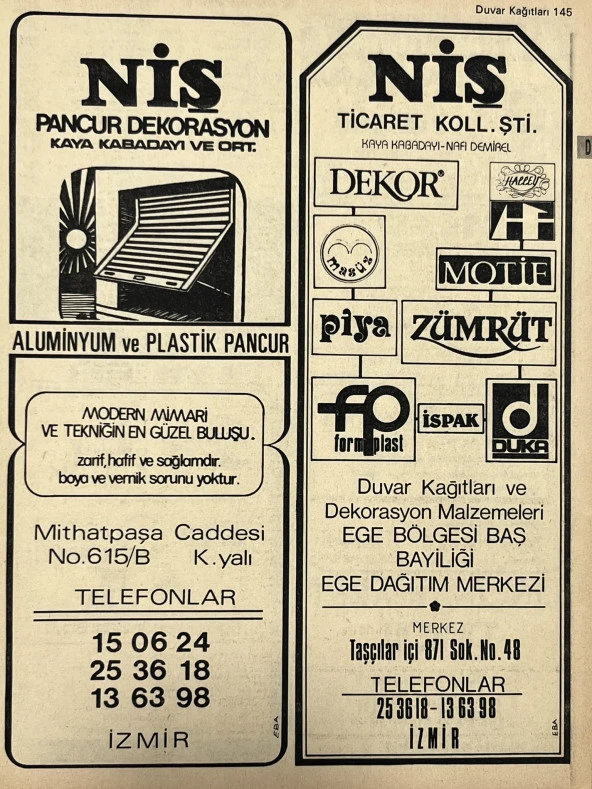 Duvar Kağıtları 145
NİŞ
PANCUR DEKORASYON
KAYA KABADAYI VE ORT.
ALUMİNYUM ve PLASTİK PANCUR
MODERN MİMARİ
VE TEKNİĞİN EN GÜZEL BULUŞU.
zarif, hafif ve sağlamdır.
boya ve vernik sorunu yoktur.
Mithatpaşa Caddesi
No.615/B K.yalı
TELEFONLAR
15 06 24
25 36 18
13 63 98
İZMİR
EBA
NİŞ
TİCARET KOLL. ŞTİ.
KAYA KABADAYI-NAFİ DEMİREL
DEKOR
HALLEY
masüs
MOTİF
piya
ZÜMRÜT
fp
form plast
İSPAK
d
DUKA
Duvar Kağıtları ve
Dekorasyon Malzemeleri
EGE BÖLGESİ BAŞ
BAYİLİĞİ
EGE DAĞITIM MERKEZİ
MERKEZ
Taşçılar içi 871 Sok. No. 48
TELEFONLAR
25 36 18 - 13 63 98
İZMİR
EBA
D